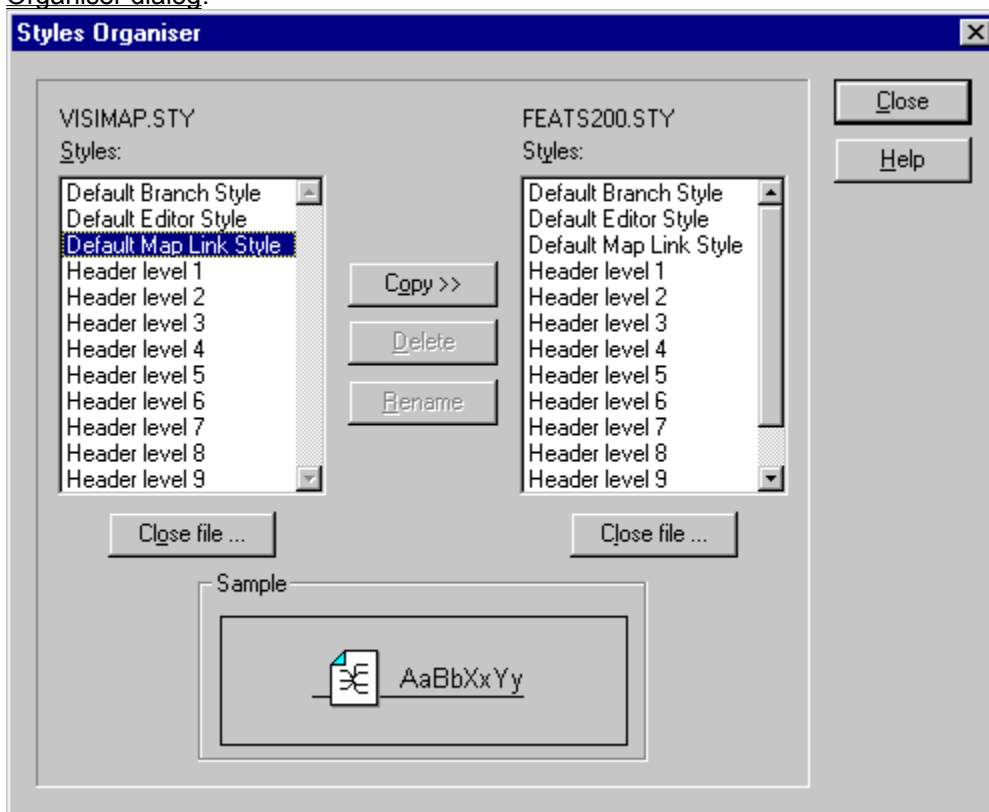 Organiser dialog:
Styles Organiser
VISIMAP.STY
Styles:
Default Branch Style
Default Editor Style
Default Map Link Style
Header level 1
Header level 2
Header level 3
Header level 4
Header level 5
Header level 6
Header level 7
Header level 8
Header level 9
Close file ...
Copy >>
Delete
Rename
FEATS200.STY
Styles:
Default Branch Style
Default Editor Style
Default Map Link Style
Header level 1
Header level 2
Header level 3
Header level 4
Header level 5
Header level 6
Header level 7
Header level 8
Header level 9
Close file ...
Close
Help
Sample
AaBbXxYy